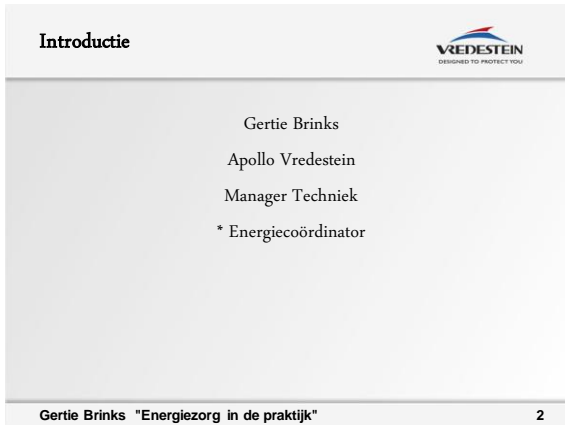 Introductie
VREDESTEIN
DESIGNED TO PROTECT YOU
Gertie Brinks
Apollo Vredestein
Manager Techniek
* Energiecoördinator
Gertie Brinks "Energiezorg in de praktijk" 2